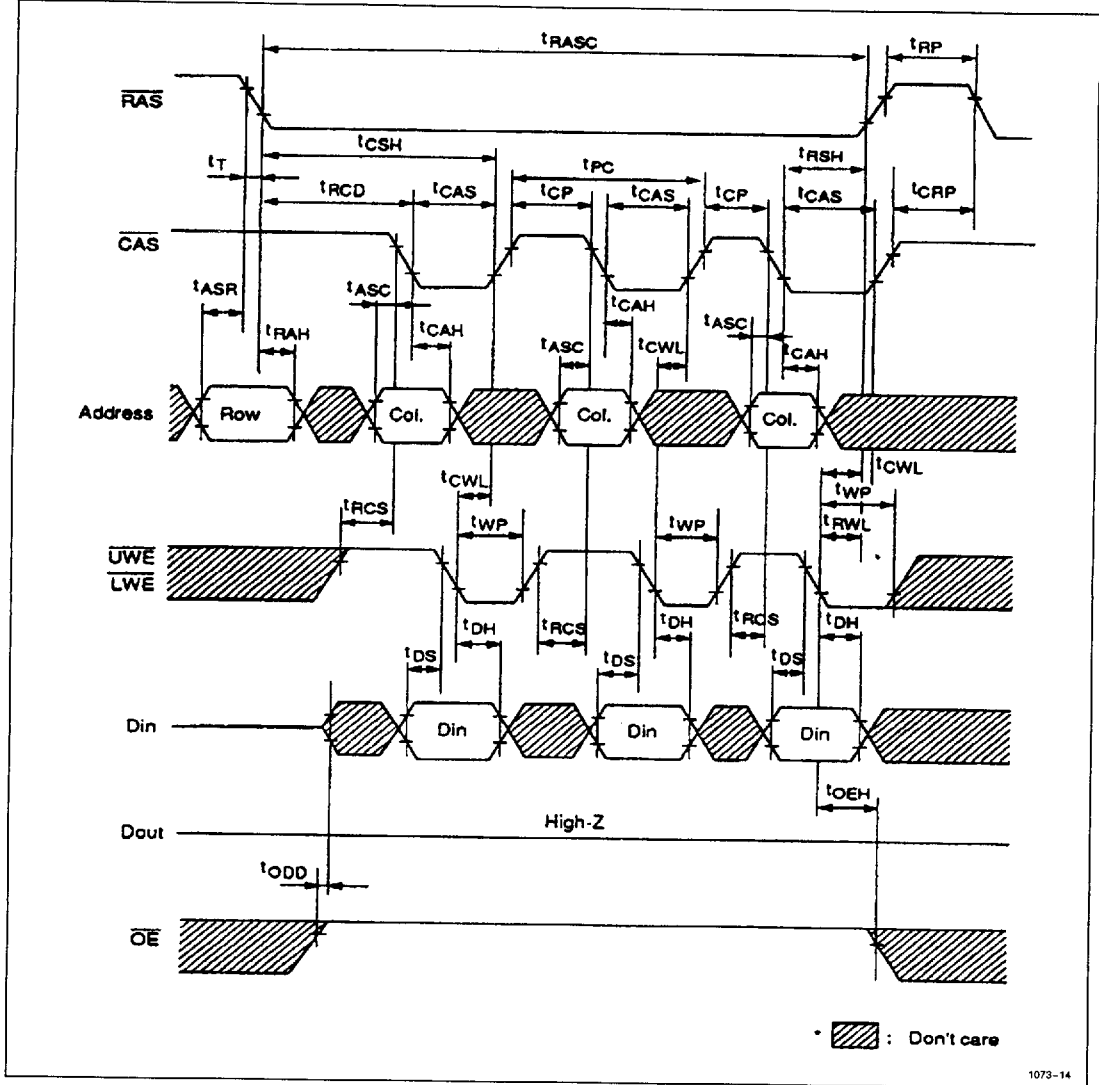 tRASC tRP
RAS
tCSH
tT tPC tRSH
tRCD tCAS tCP tCAS tCP tCAS tCRP
CAS
tASR tASC tCAH tASC
tRAH tCAH tASC tCWL tCAH
Address Row Col. Col. Col.
tCWL tCWL
tRCS tWP tWP tWP
tRWL
UWE
LWE
tDH tRCS tDH tRCS tDH
tDS tDS tDS
Din Din Din Din
tOEH
Dout High-Z
tODD
OE
* : Don't care
1073-14